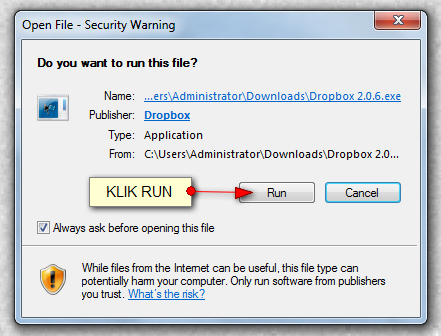 Open File - Security Warning
Do you want to run this file?
Name: ...ers\Administrator\Downloads\Dropbox 2.0.6.exe
Publisher: Dropbox
Type: Application
From: C:\Users\Administrator\Downloads\Dropbox 2.0...
KLIK RUN
Run
Cancel
Always ask before opening this file
While files from the Internet can be useful, this file type can
potentially harm your computer. Only run software from publishers
you trust. What's the risk?